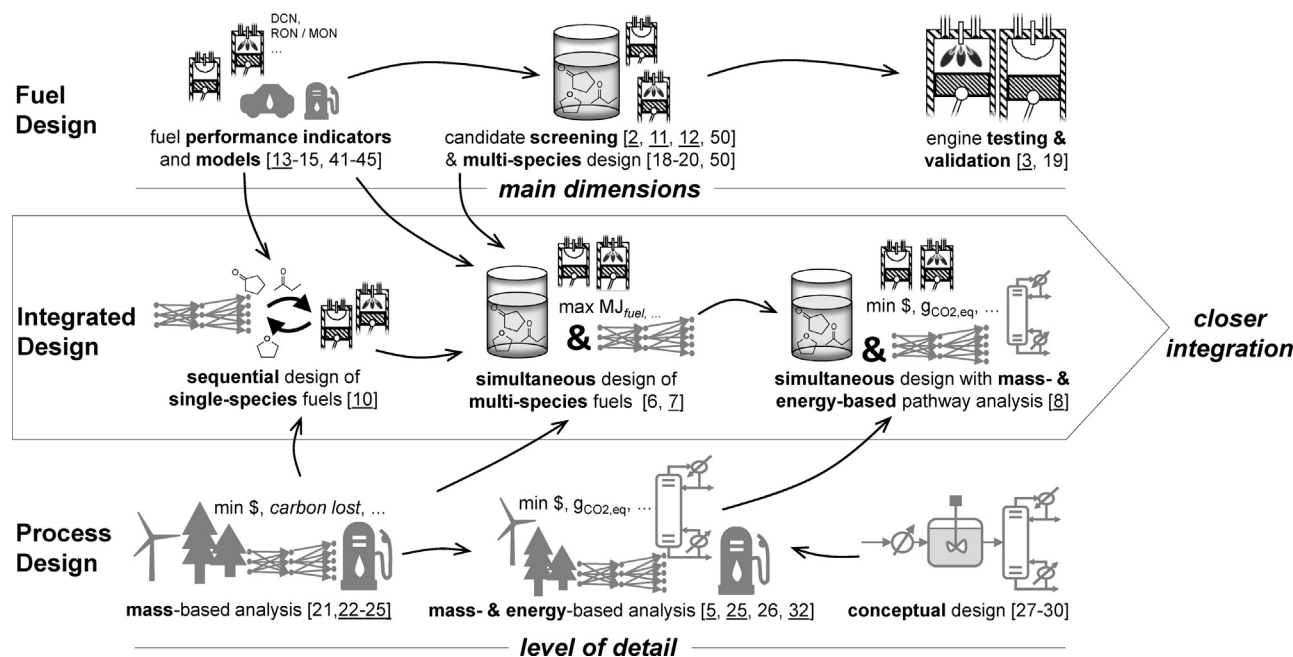 DCN,
RON / MON
...
Fuel
Design
fuel performance indicators
and models [13-15, 41-45]
candidate screening [2, 11, 12, 50]
& multi-species design [18-20, 50]
engine testing &
validation [3, 19]
main dimensions
Integrated
Design
O
O
O
sequential design of
single-species fuels [10]
O
O
O
max MJfuel, ...
&
simultaneous design of
multi-species fuels [6, 7]
min $, gCO2,eq, ...
&
simultaneous design with mass- &
energy-based pathway analysis [8]
closer
integration
Process
Design
min $, carbon lost, ...
mass-based analysis [21,22-25]
min $, gCO2,eq, ...
mass- & energy-based analysis [5, 25, 26, 32]
conceptual design [27-30]
level of detail